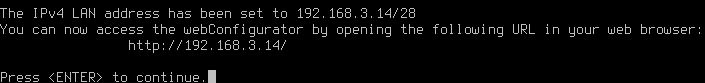 The IPv4 LAN address has been set to 192.168.3.14/28
You can now access the webConfigurator by opening the following URL in your web browser:
http://192.168.3.14/
Press <ENTER> to continue.